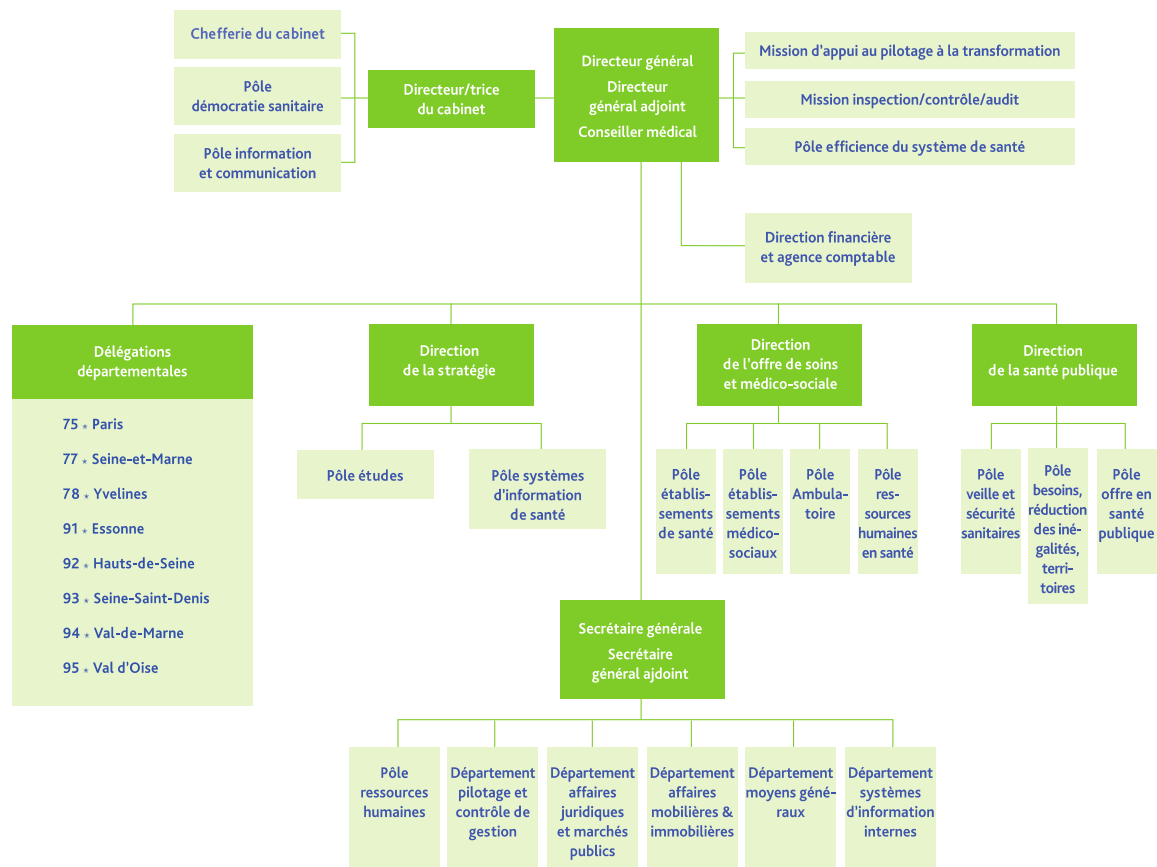 Chefferie du cabinet
Pôle
démocratie sanitaire
Pôle information
et communication
Directeur/trice
du cabinet
Directeur général
Directeur
général adjoint
Conseiller médical
Mission d'appui au pilotage à la transformation
Mission inspection/contrôle/audit
Pôle efficience du système de santé
Direction financière
et agence comptable
Délégations
départementales
75 * Paris
77 * Seine-et-Marne
78 * Yvelines
91 * Essonne
92 * Hauts-de-Seine
93 * Seine-Saint-Denis
94 * Val-de-Marne
95 * Val d'Oise
Direction
de la stratégie
Pôle études
Pôle systèmes
d'information
de santé
Direction
de l'offre de soins
et médico-sociale
Pôle
établis-
sements
de santé
Pôle
établis-
sements
médico-
sociaux
Pôle
Ambula-
toire
Pôle
res-
sources
humaines
en santé
Direction
de la santé publique
Pôle
veille et
sécurité
sanitaires
Pôle
besoins,
réduction
des iné-
galités,
terri-
toires
Pôle
offre en
santé
publique
Secrétaire générale
Secrétaire
général ajdoint
Pôle
ressources
humaines
Département
pilotage et
contrôle de
gestion
Département
affaires
juridiques
et marchés
publics
Département
affaires
mobilières &
immobilières
Département
moyens géné-
raux
Département
systèmes
d'information
internes